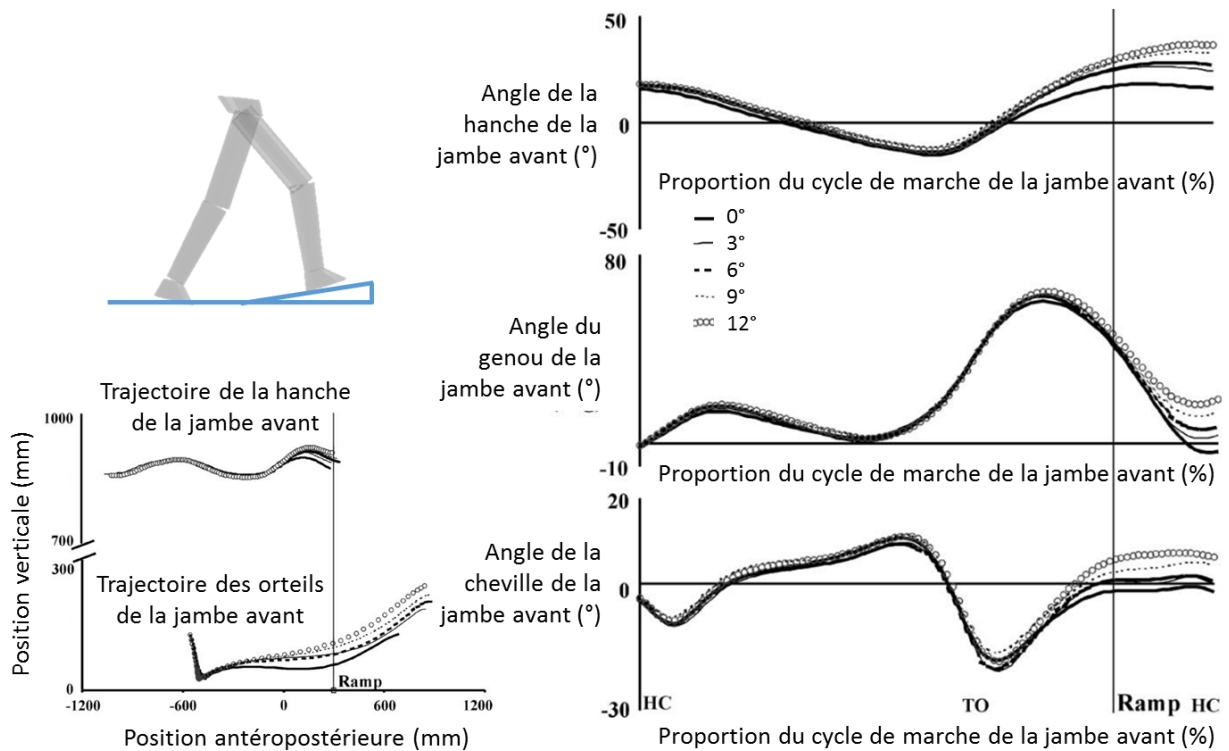 50
Angle de la
hanche de la
jambe avant (°)
0
Proportion du cycle de marche de la jambe avant (%)
-50
0°
3°
6°
9°
12°
80
Angle du
genou de la
jambe avant (°)
-10
Proportion du cycle de marche de la jambe avant (%)
20
Angle de la
cheville de la
jambe avant (°)
0
-30
HC
TO
Ramp
HC
Proportion du cycle de marche de la jambe avant (%)
Trajectoire de la hanche
de la jambe avant
1000
700
300
0
Position verticale (mm)
Trajectoire des orteils
de la jambe avant
Ramp
-1200
-600
0
600
1200
Position antéropostérieure (mm)